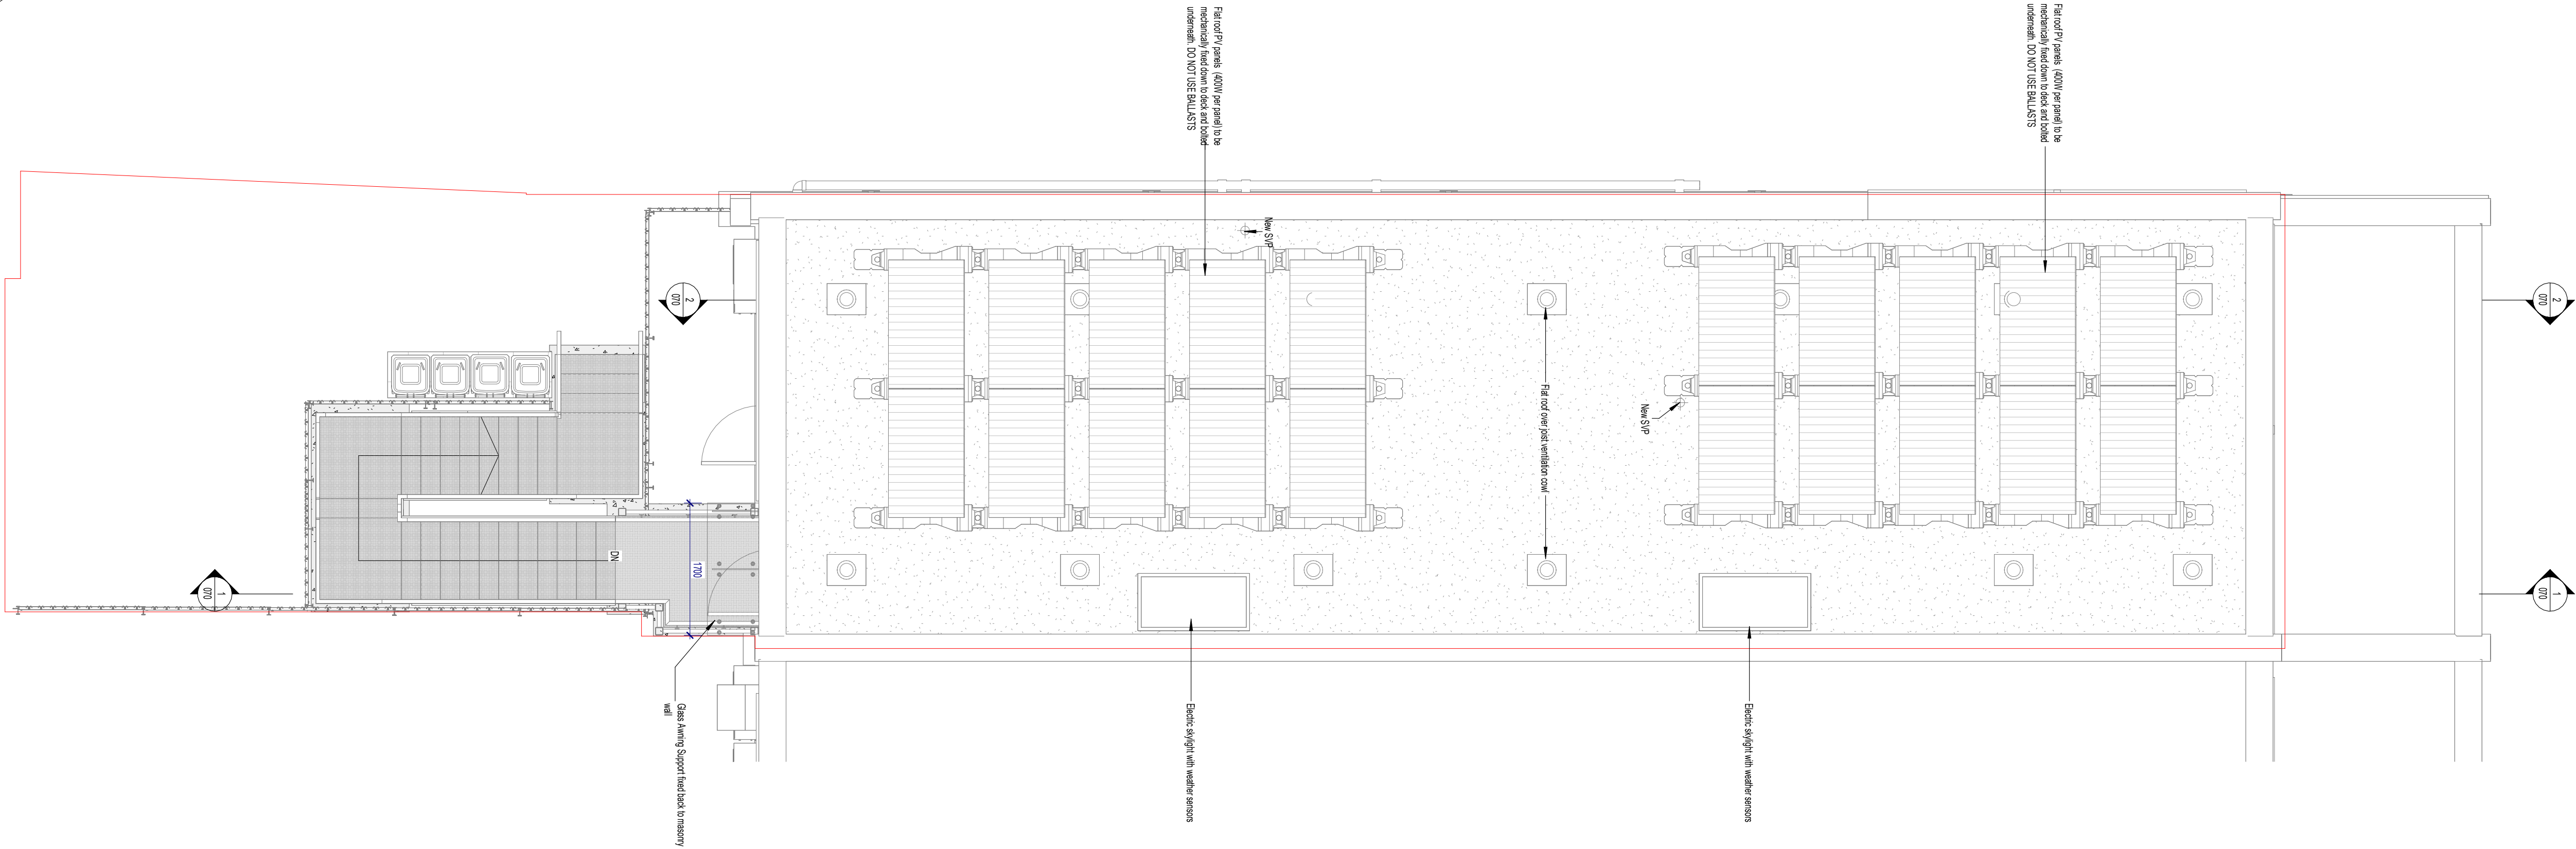 Flat roof PV panels (400W per panel) to be
mechanically fixed down to deck and bolted
underneath. DO NOT USE BALLASTS
Flat roof PV panels (400W per panel) to be
mechanically fixed down to deck and bolted
underneath. DO NOT USE BALLASTS
2
070
2
070
New SVP
New SVP
Flat roof over joist ventilation cowl
DN
1700
1
070
1
070
Electric skylight with weather sensors
Electric skylight with weather sensors
Glass Awning Support fixed back to masonry
wall